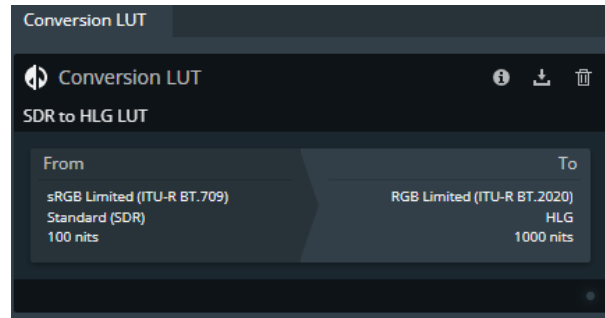 Conversion LUT
Conversion LUT
SDR to HLG LUT
From
To
sRGB Limited (ITU-R BT.709)
RGB Limited (ITU-R BT.2020)
Standard (SDR)
HLG
100 nits
1000 nits